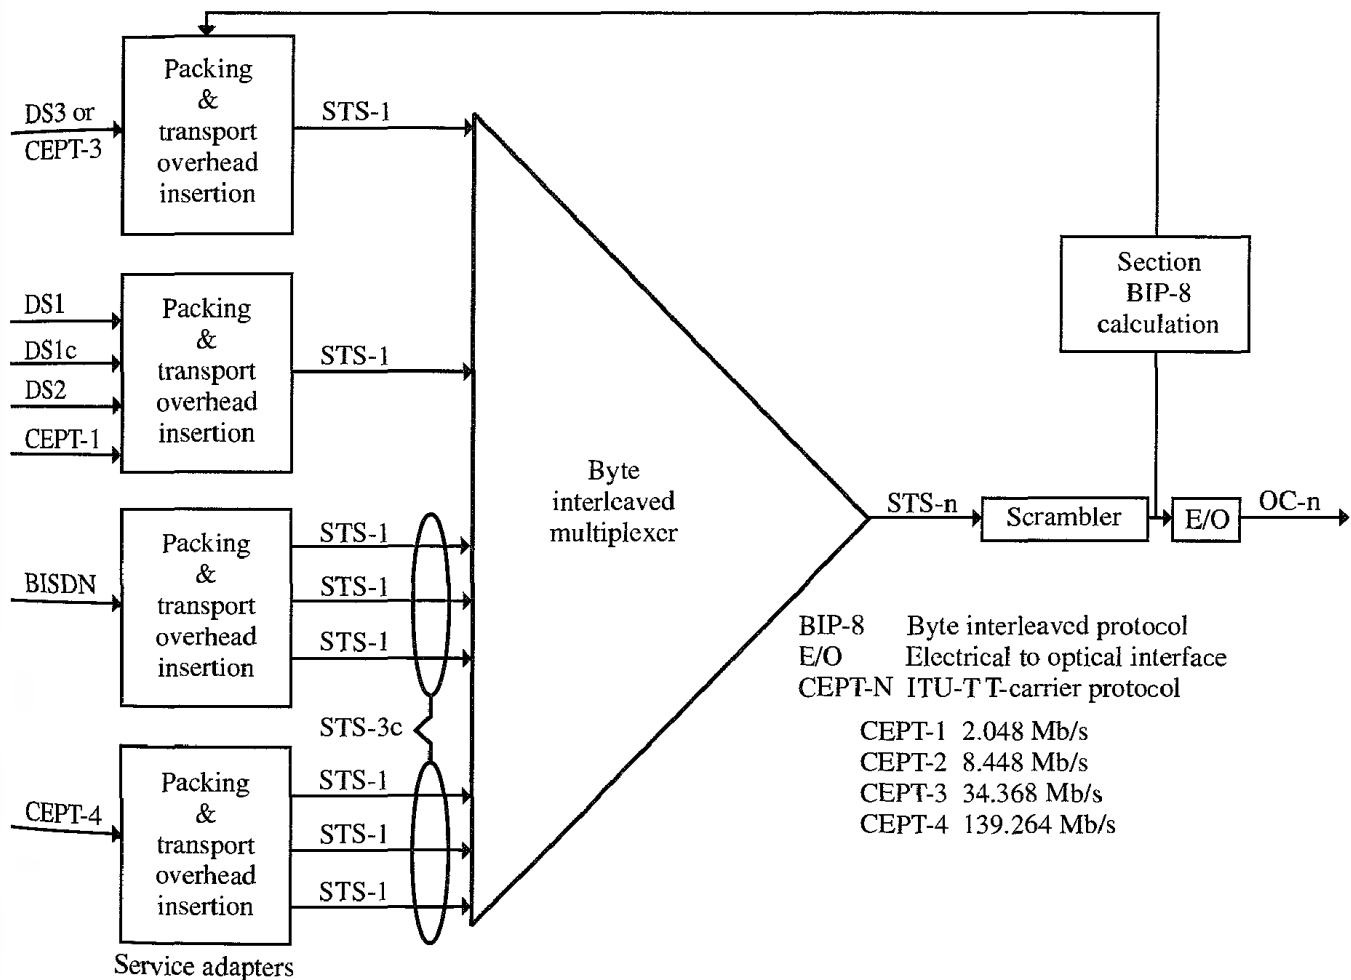 Packing
&
transport
overhead
insertion
DS3 or
CEPT-3
STS-1
Section
BIP-8
calculation
Packing
&
transport
overhead
insertion
DS1
DS1c
DS2
CEPT-1
STS-1
Byte
interleaved
multiplexer
STS-n
Scrambler
E/O
OC-n
Packing
&
transport
overhead
insertion
BISDN
STS-1
STS-1
STS-1
STS-3c
Packing
&
transport
overhead
insertion
CEPT-4
STS-1
STS-1
STS-1
Service adapters
BIP-8 Byte interleaved protocol
E/O Electrical to optical interface
CEPT-N ITU-T T-carrier protocol
CEPT-1 2.048 Mb/s
CEPT-2 8.448 Mb/s
CEPT-3 34.368 Mb/s
CEPT-4 139.264 Mb/s